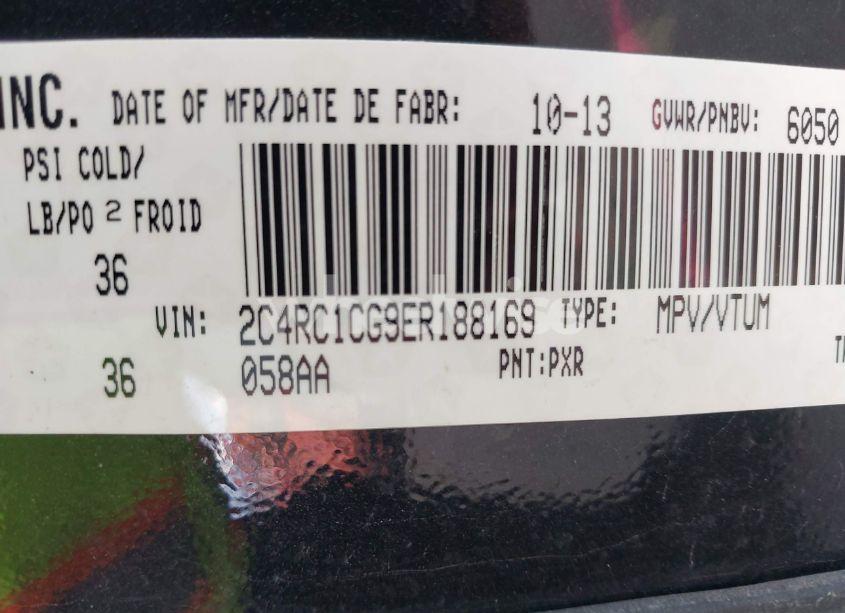 INC. DATE OF MFR/DATE DE FABR: 10-13 GVWR/PNBV: 6050
PSI COLD/
LB/PO 2 FROID
36
VIN: 2C4RC1CG9ER188169 TYPE: MPV/VTUM
36 058AA PNT:PXR